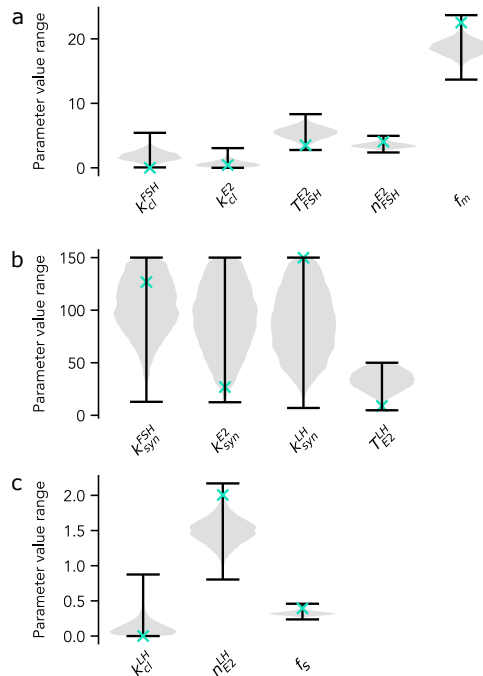 a
Parameter value range
20
10
0
k_cl^FSH
k_cl^E2
T_FSH^E2
n_FSH^E2
f_m
b
Parameter value range
150
100
50
0
k_syn^FSH
k_syn^E2
k_syn^LH
T_E2^LH
c
Parameter value range
2.0
1.5
1.0
0.5
0.0
k_cl^LH
n_E2^LH
f_S